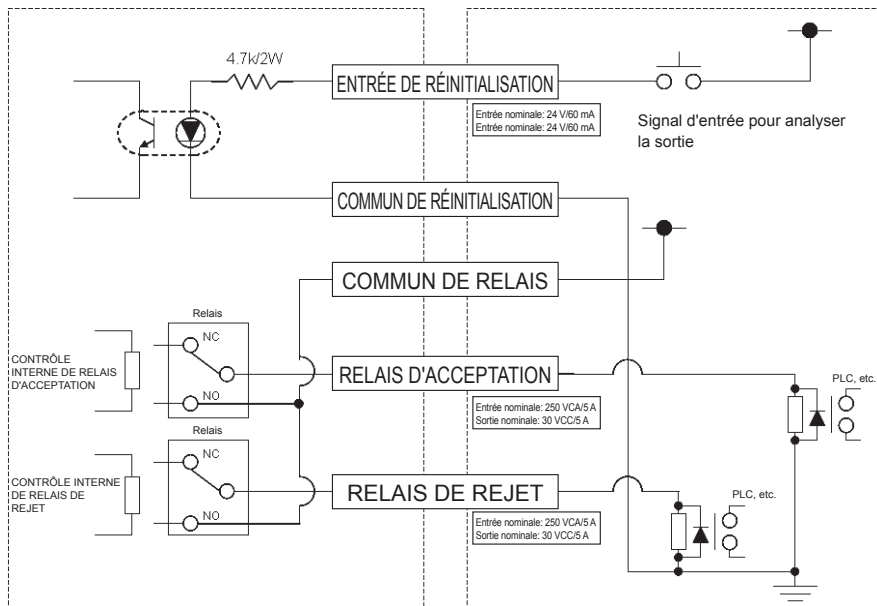 4.7k/2W
ENTRÉE DE RÉINITIALISATION
Entrée nominale: 24 V/60 mA
Entrée nominale: 24 V/60 mA
Signal d'entrée pour analyser
la sortie
COMMUN DE RÉINITIALISATION
COMMUN DE RELAIS
Relais
NC
NO
CONTRÔLE
INTERNE DE RELAIS
D'ACCEPTATION
RELAIS D'ACCEPTATION
Entrée nominale: 250 VCA/5 A
Sortie nominale: 30 VCC/5 A
PLC, etc.
Relais
NC
NO
CONTRÔLE INTERNE
DE RELAIS DE
REJET
RELAIS DE REJET
Entrée nominale: 250 VCA/5 A
Sortie nominale: 30 VCC/5 A
PLC, etc.